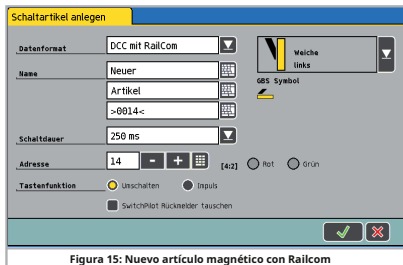 Schaltartikel anlegen
Datenformat
DCC mit RailCom
Weiche
links
Name
Neuer
Artikel
>0014<
GBS Symbol
Schaltdauer
250 ms
Adresse
14
- +
[4:2]
Rot
Grün
Tastenfunktion
Umschalten
Impuls
SwitchPilot Rückmelder tauschen
Figura 15: Nuevo artículo magnético con Railcom